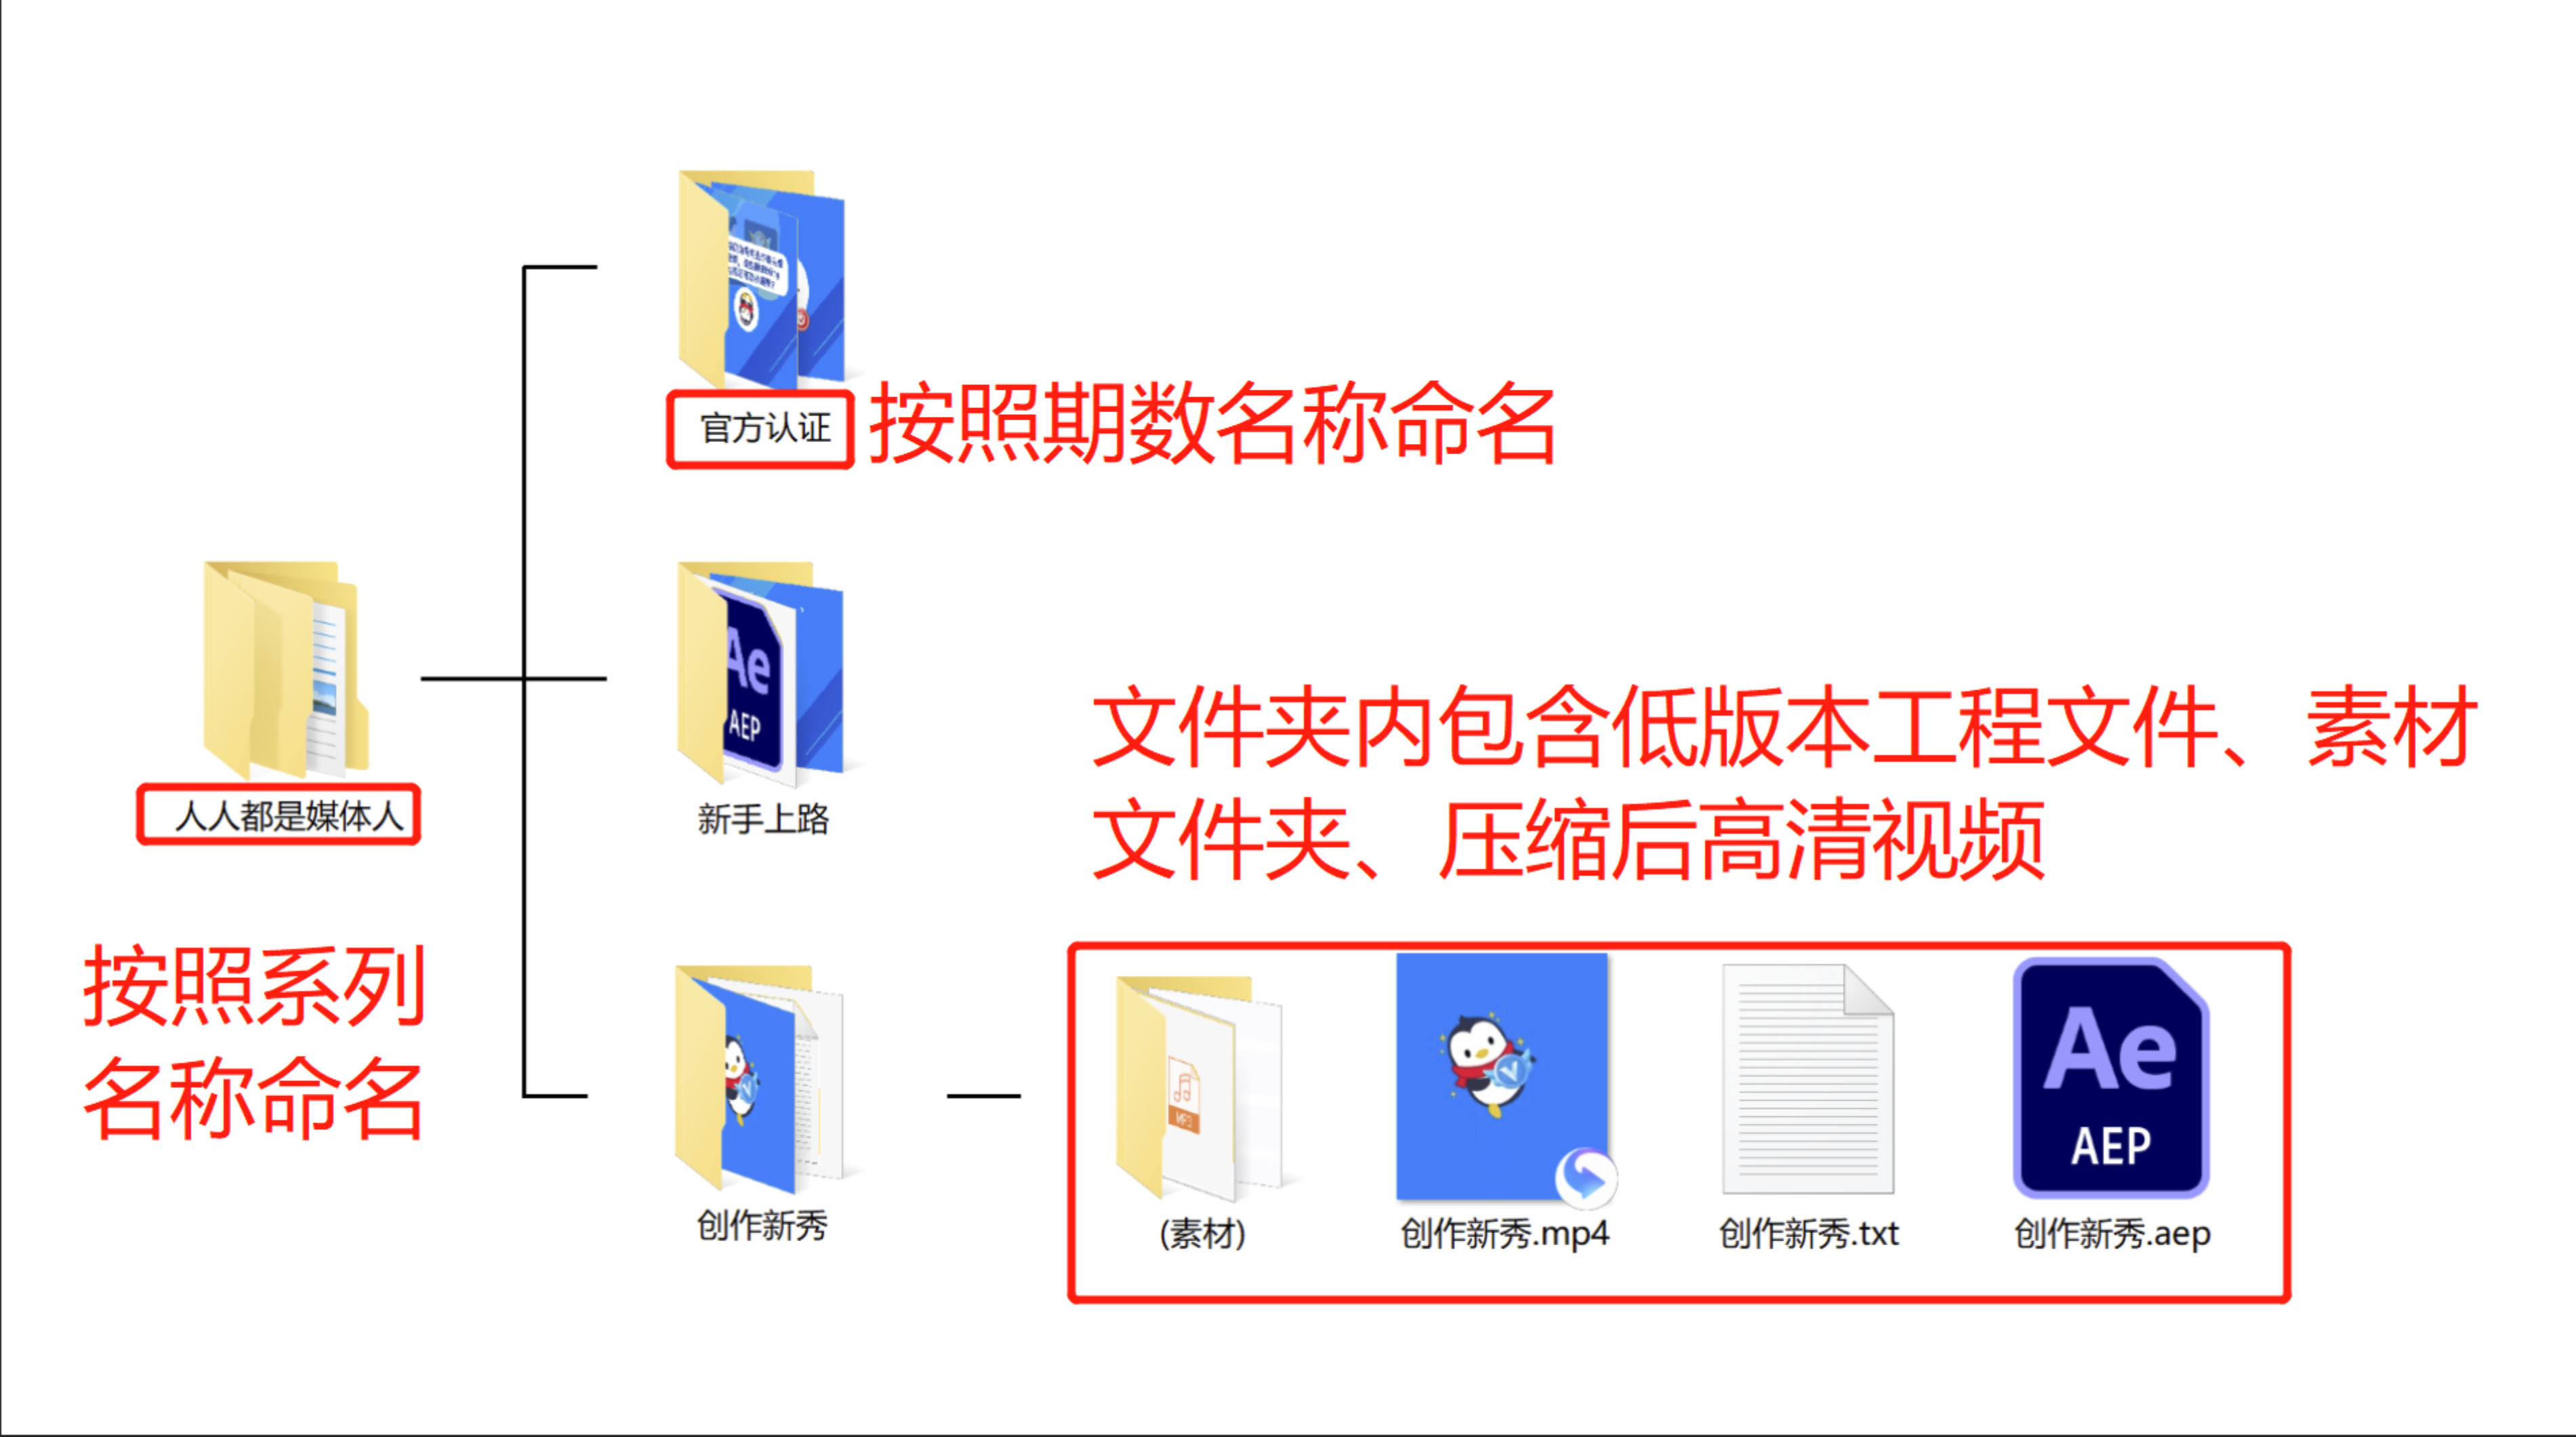 官方认证
按照期数名称命名
人人都是媒体人
按照系列
名称命名
Ae
AEP
新手上路
文件夹内包含低版本工程文件、素材
文件夹、压缩后高清视频
创作新秀
MP3
(素材)
创作新秀.mp4
创作新秀.txt
Ae
AEP
创作新秀.aep